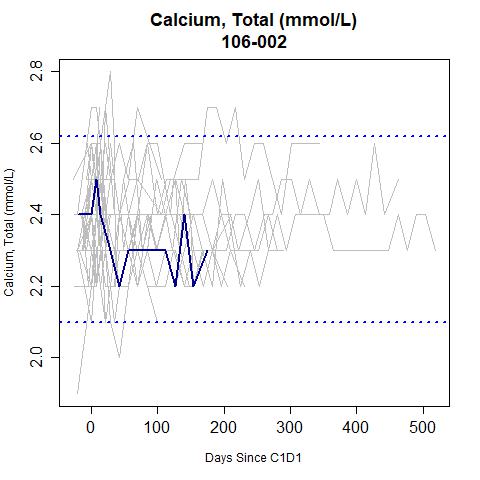 Calcium, Total (mmol/L)
106-002
Calcium, Total (mmol/L)
2.8
2.6
2.4
2.2
2.0
0 100 200 300 400 500
Days Since C1D1